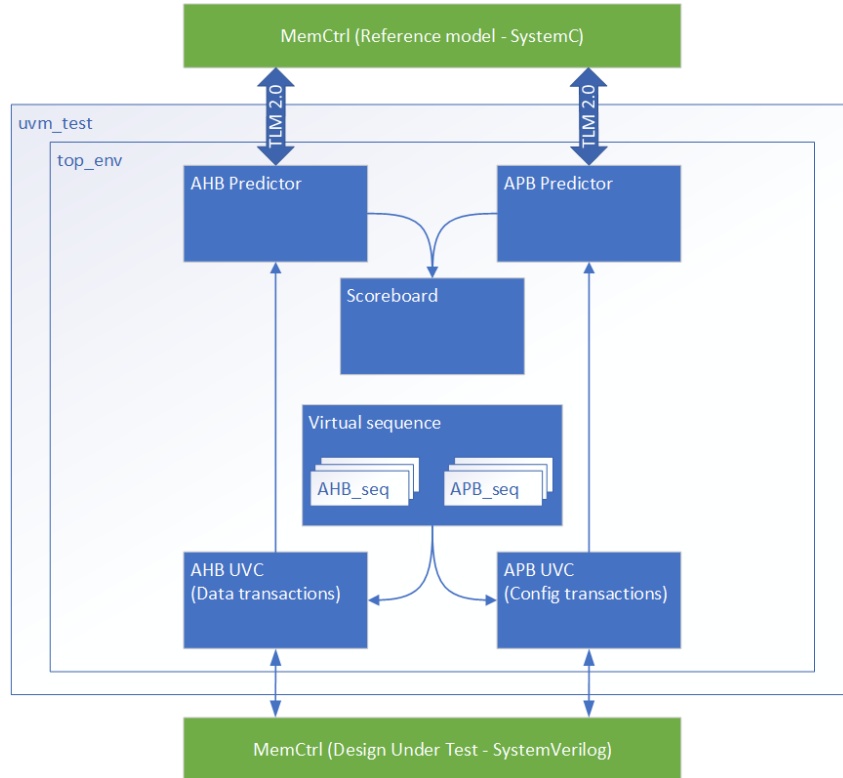 MemCtrl (Reference model - SystemC)
TLM 2.0
TLM 2.0
uvm_test
top_env
AHB Predictor
APB Predictor
Scoreboard
Virtual sequence
AHB_seq
APB_seq
AHB UVC
(Data transactions)
APB UVC
(Config transactions)
MemCtrl (Design Under Test - SystemVerilog)